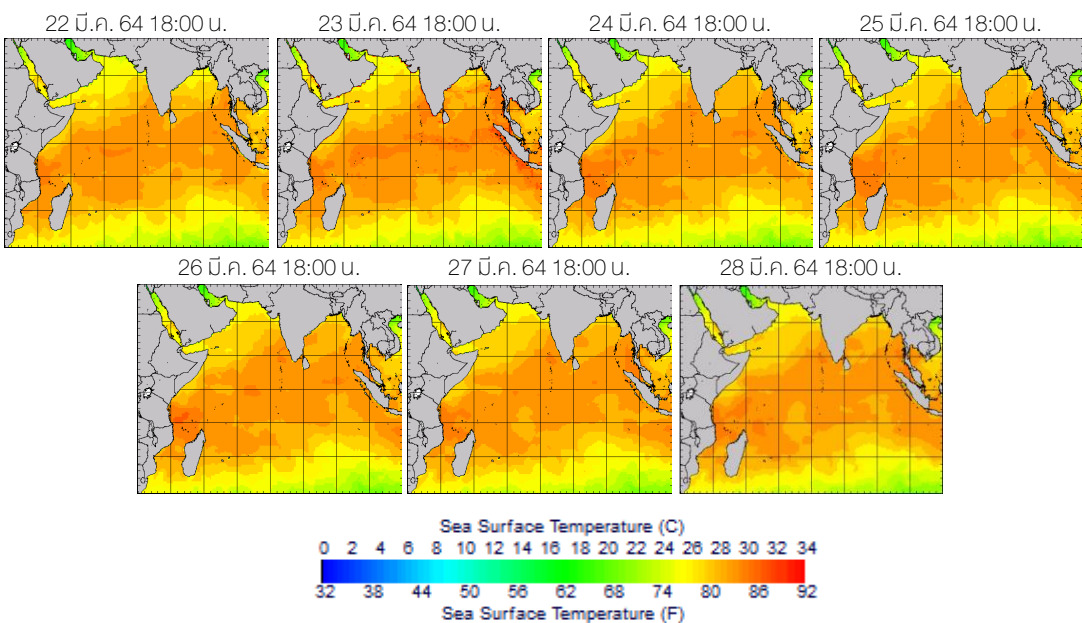 22 มี.ค. 64 18:00 น.
23 มี.ค. 64 18:00 น.
24 มี.ค. 64 18:00 น.
25 มี.ค. 64 18:00 น.
26 มี.ค. 64 18:00 น.
27 มี.ค. 64 18:00 น.
28 มี.ค. 64 18:00 น.
Sea Surface Temperature (C)
0 2 4 6 8 10 12 14 16 18 20 22 24 26 28 30 32 34
32 38 44 50 56 62 68 74 80 86 92
Sea Surface Temperature (F)